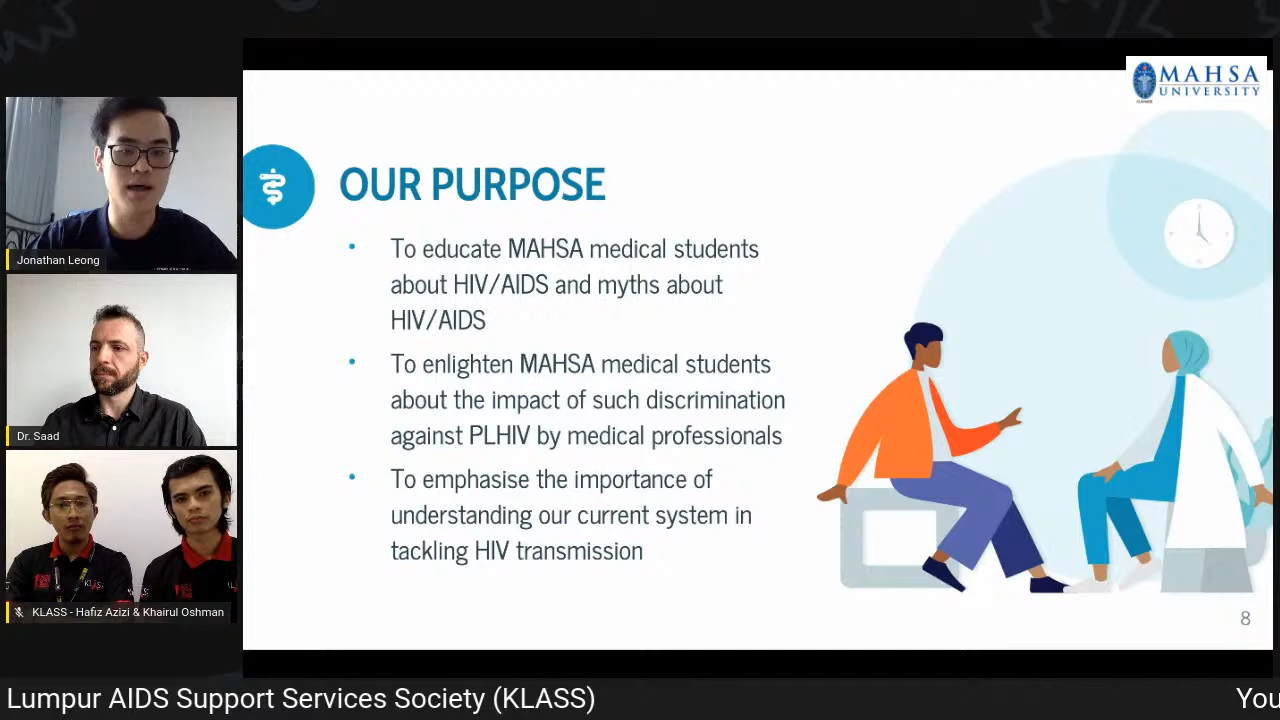 MAHSA
UNIVERSITY
OUR PURPOSE
• To educate MAHSA medical students
about HIV/AIDS and myths about
HIV/AIDS
• To enlighten MAHSA medical students
about the impact of such discrimination
against PLHIV by medical professionals
• To emphasise the importance of
understanding our current system in
tackling HIV transmission
8
Jonathan Leong
Dr. Saad
KLASS - Hafiz Azizi & Khairul Oshman
Lumpur AIDS Support Services Society (KLASS)
You